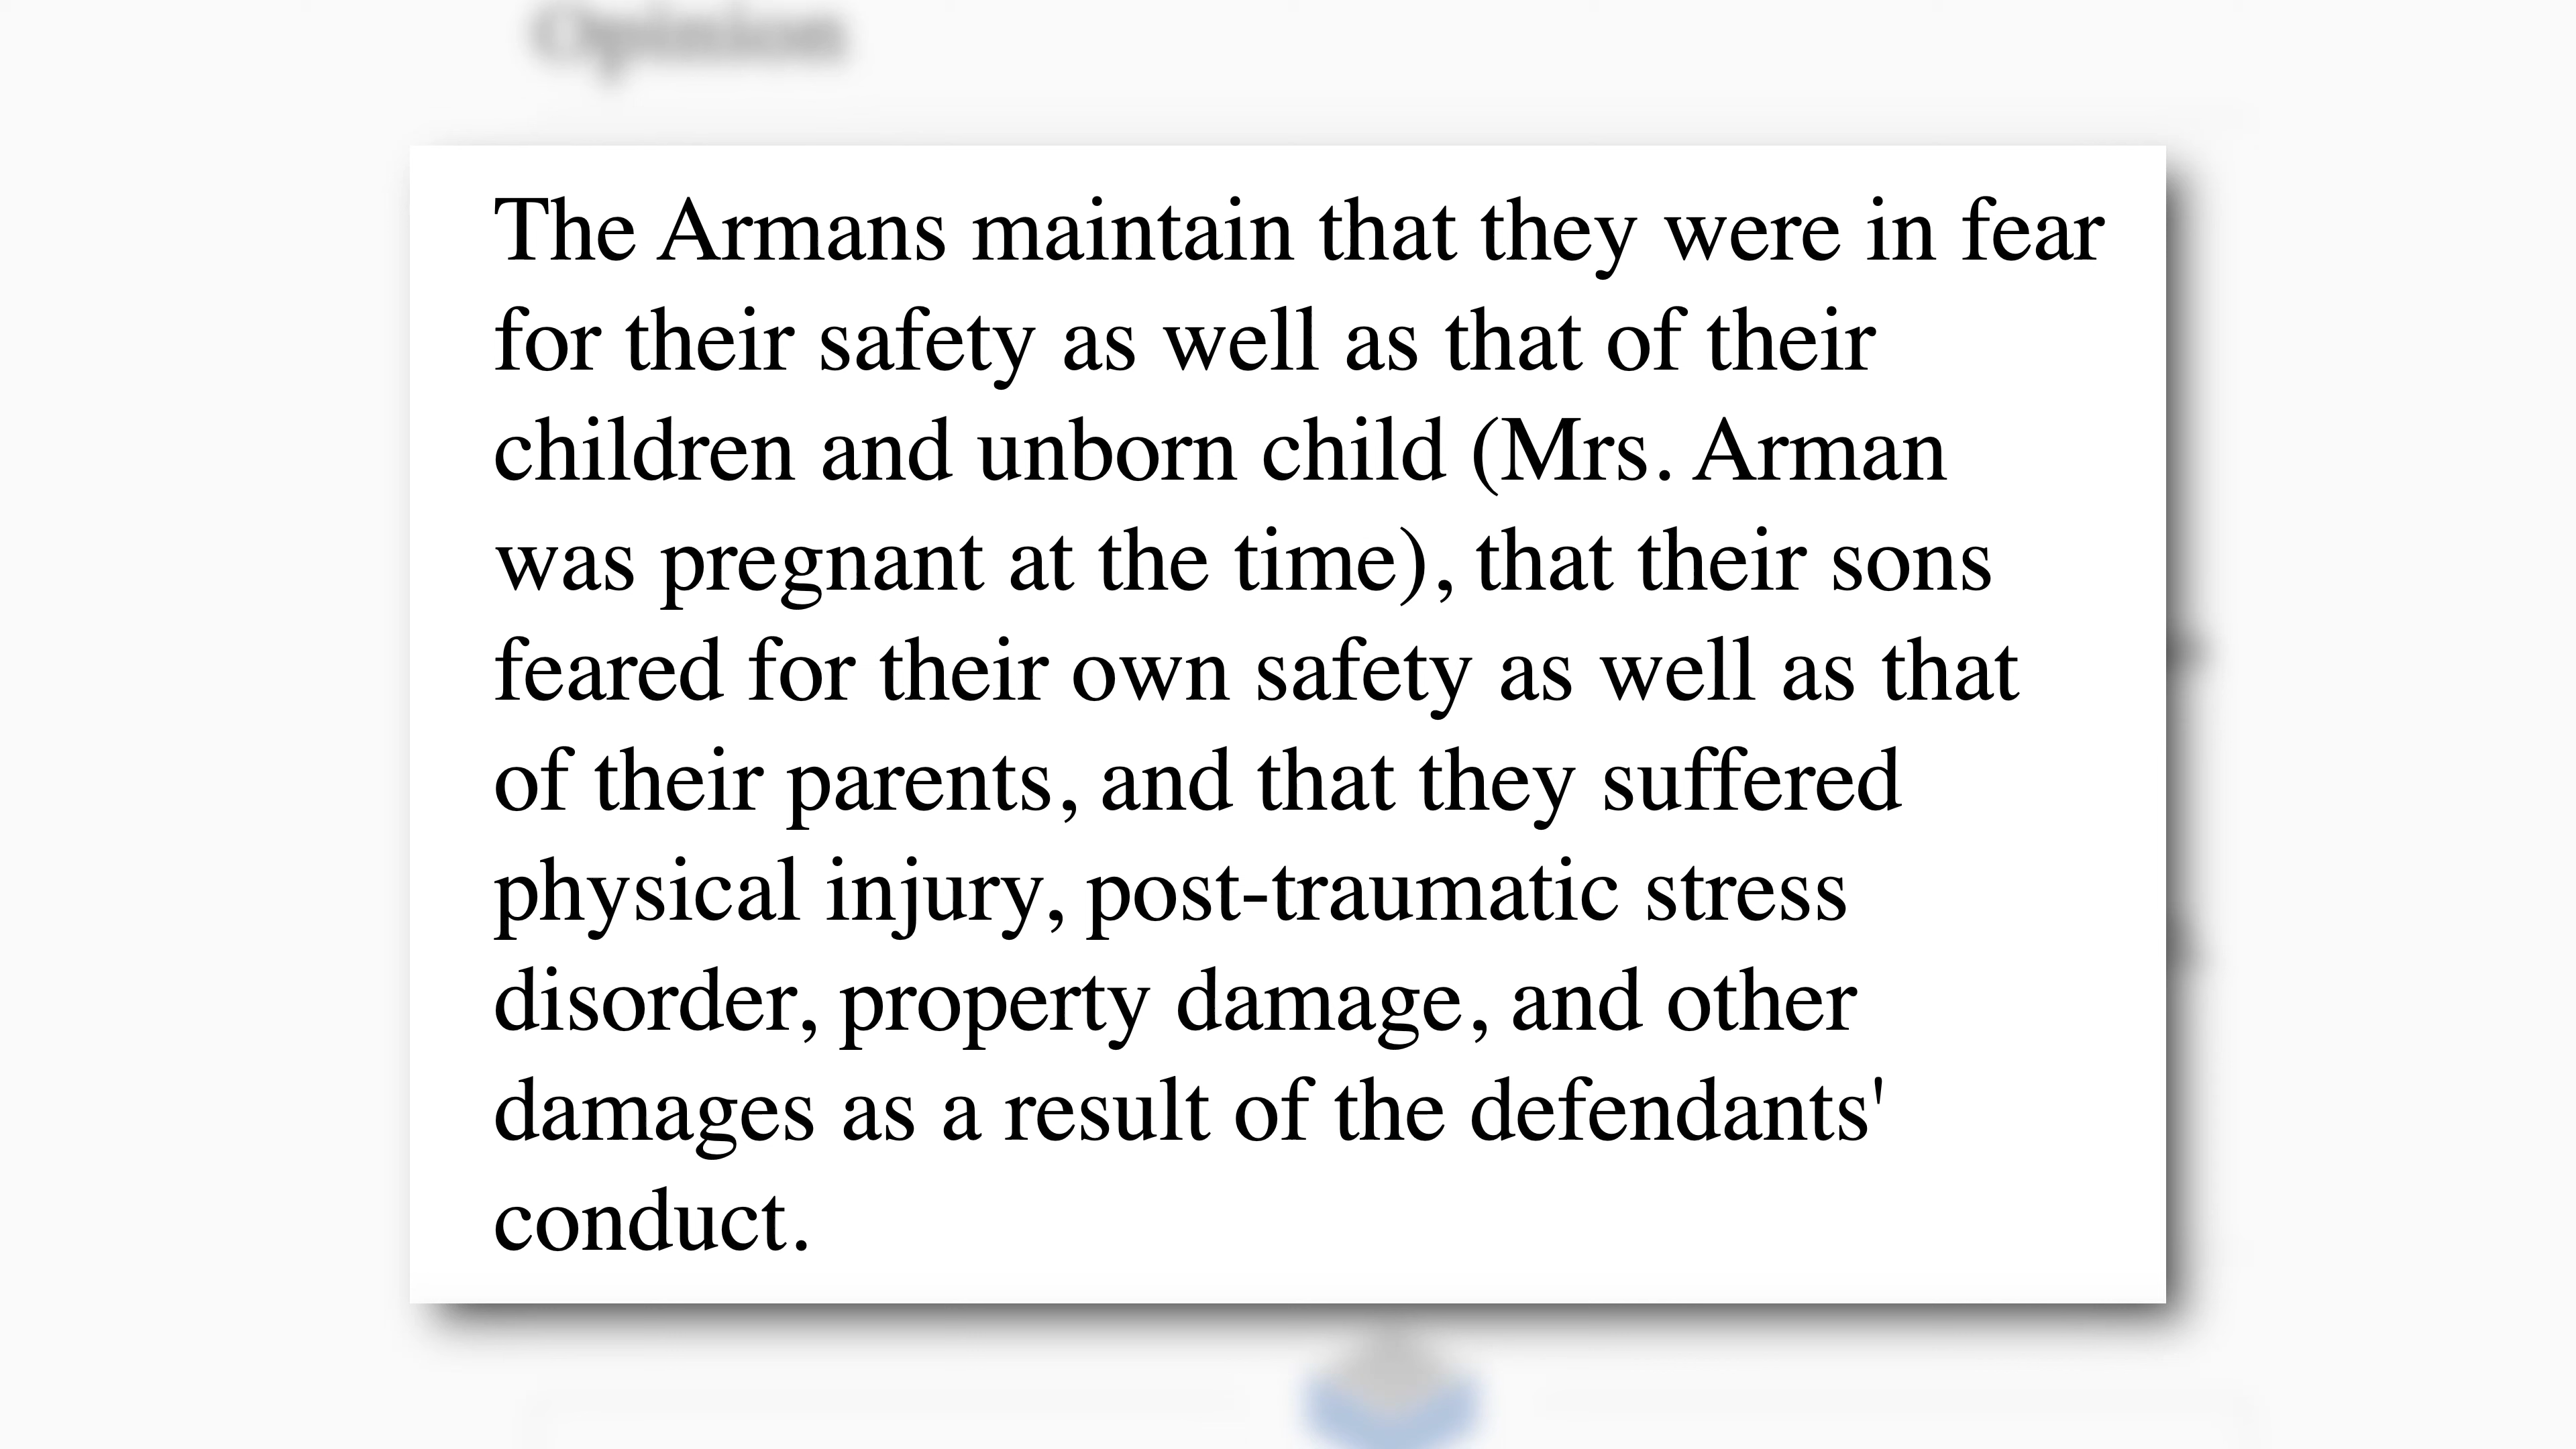 Opinion
The Armans maintain that they were in fear
for their safety as well as that of their
children and unborn child (Mrs. Arman
was pregnant at the time), that their sons
feared for their own safety as well as that
of their parents, and that they suffered
physical injury, post-traumatic stress
disorder, property damage, and other
damages as a result of the defendants'
conduct.